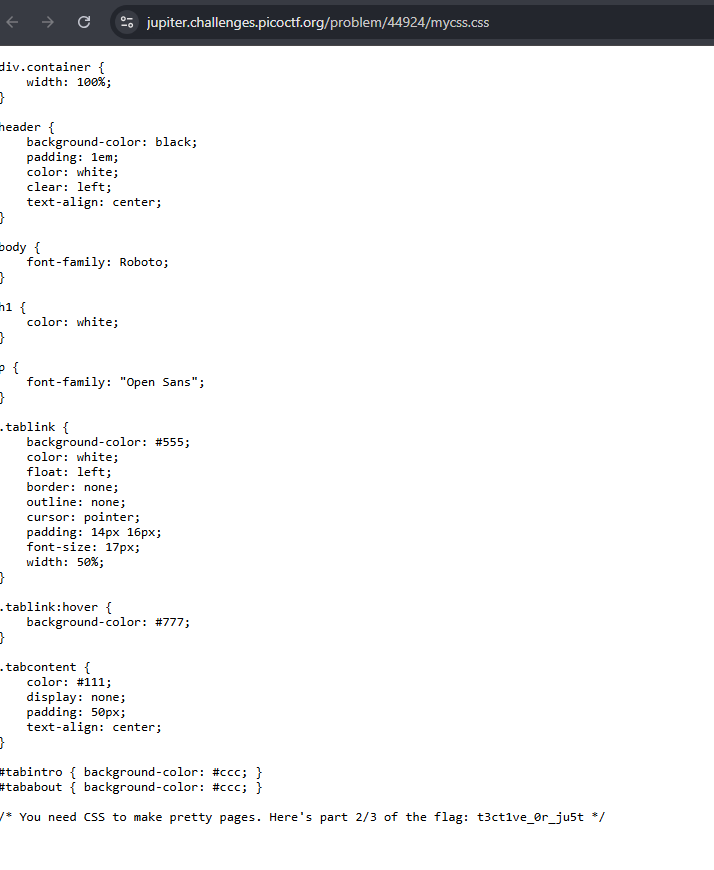 jupiter.challenges.picoctf.org/problem/44924/mycss.css
div.container {
    width: 100%;
}
header {
    background-color: black;
    padding: 1em;
    color: white;
    clear: left;
    text-align: center;
}
body {
    font-family: Roboto;
}
h1 {
    color: white;
}
p {
    font-family: "Open Sans";
}
.tablink {
    background-color: #555;
    color: white;
    float: left;
    border: none;
    outline: none;
    cursor: pointer;
    padding: 14px 16px;
    font-size: 17px;
    width: 50%;
}
.tablink:hover {
    background-color: #777;
}
.tabcontent {
    color: #111;
    display: none;
    padding: 50px;
    text-align: center;
}
#tabintro { background-color: #ccc; }
#tababout { background-color: #ccc; }
/* You need CSS to make pretty pages. Here's part 2/3 of the flag: t3ct1ve_0r_ju5t */